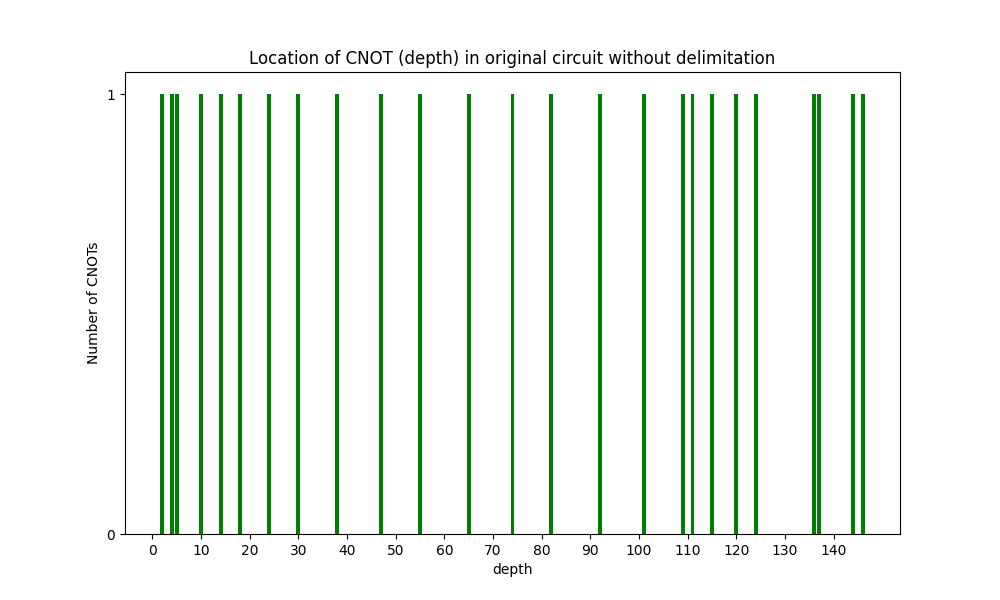 Location of CNOT (depth) in original circuit without delimitation
1
Number of CNOTs
0
0 10 20 30 40 50 60 70 80 90 100 110 120 130 140
depth